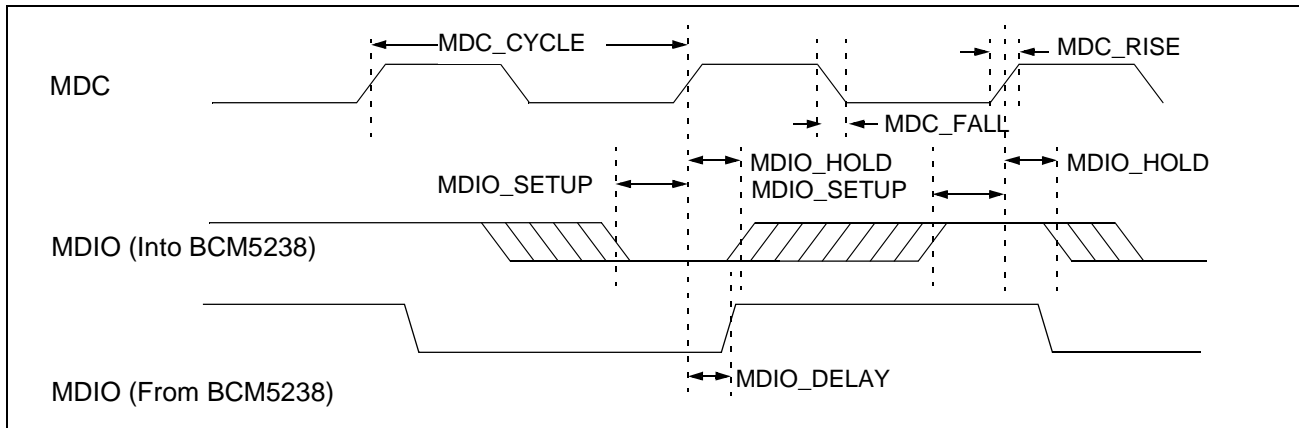 MDC_CYCLE
MDC_RISE
MDC
MDC_FALL
MDIO_HOLD
MDIO_HOLD
MDIO_SETUP
MDIO_SETUP
MDIO (Into BCM5238)
MDIO_DELAY
MDIO (From BCM5238)